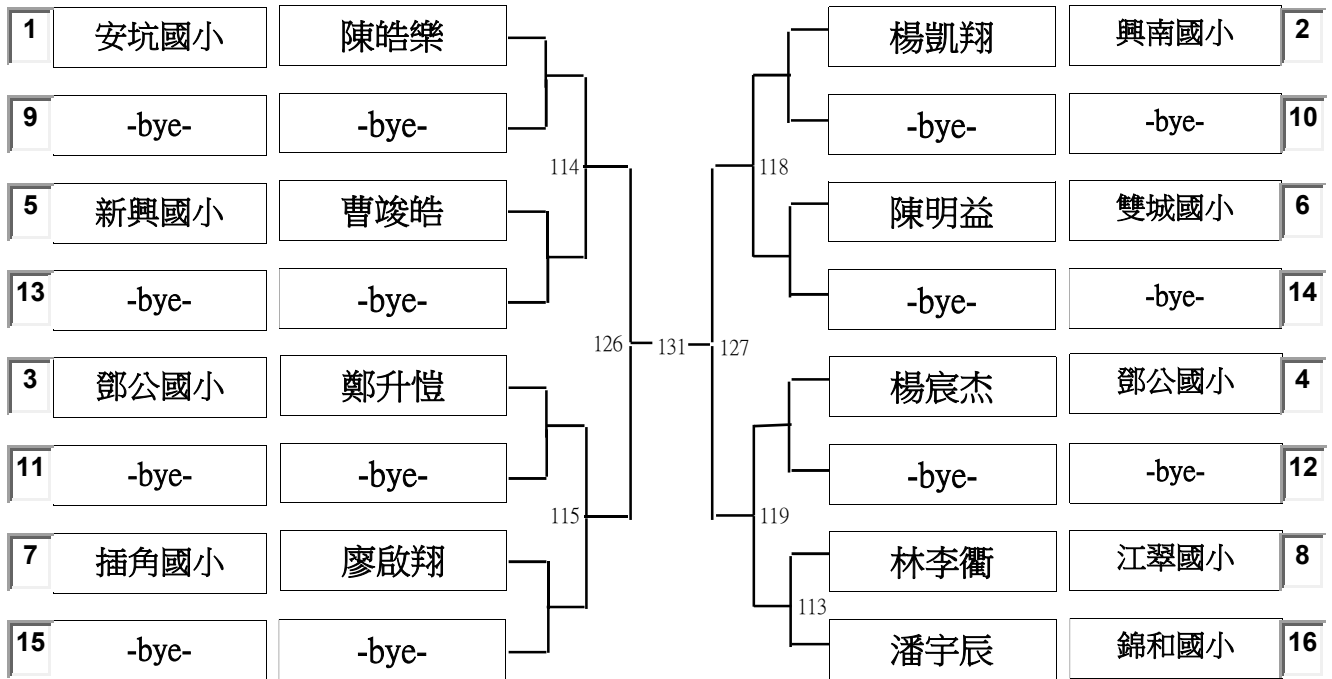 1 安坑國小 陳皓樂 楊凱翔 興南國小 2
9 -bye- -bye- -bye- -bye- 10
114 118
5 新興國小 曹竣皓 陳明益 雙城國小 6
13 -bye- -bye- -bye- -bye- 14
126 131 127
3 鄧公國小 鄭升愷 楊宸杰 鄧公國小 4
11 -bye- -bye- -bye- -bye- 12
115 119
7 插角國小 廖啟翔 林李衢 江翠國小 8
113
15 -bye- -bye- 潘宇辰 錦和國小 16